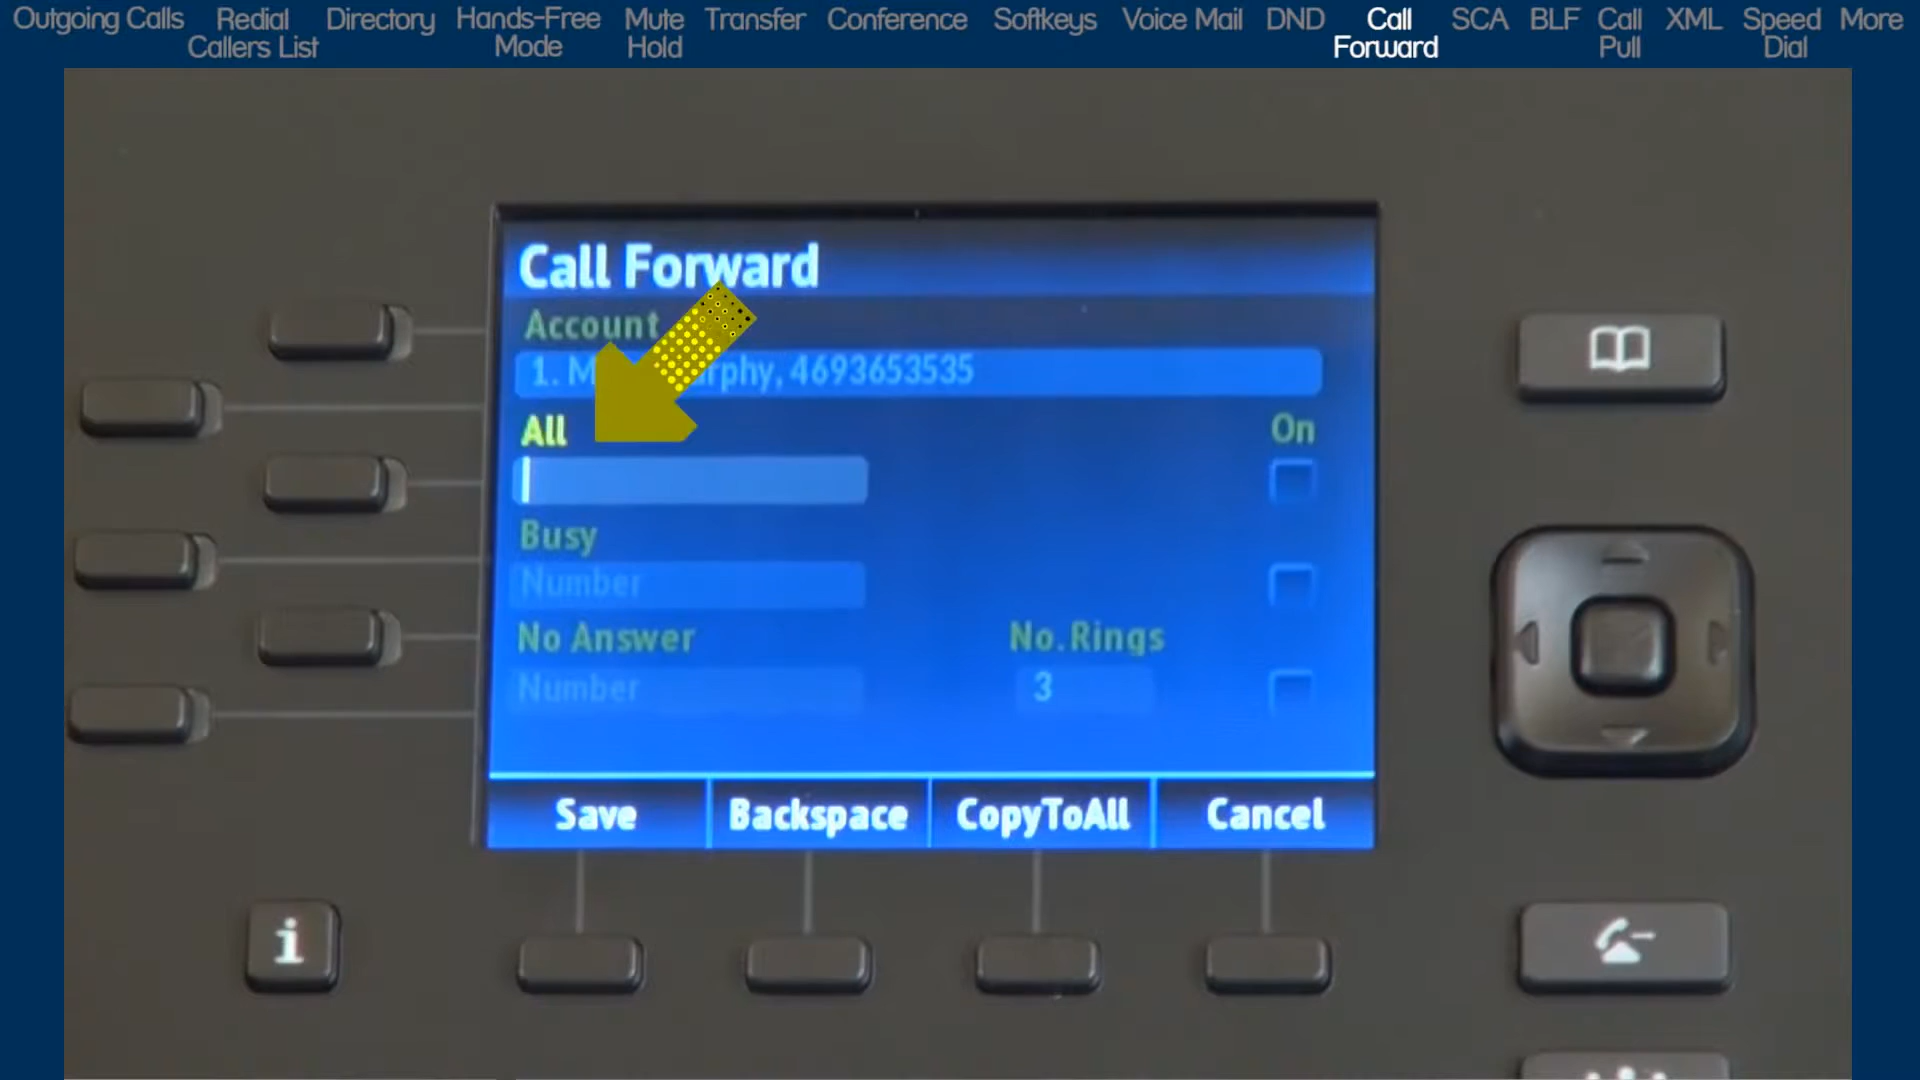 Outgoing Calls
Redial
Callers List
Directory
Hands-Free
Mode
Mute
Hold
Transfer
Conference
Softkeys
Voice Mail
DND
Call
Forward
SCA
BLF
Call
Pull
XML
Speed
Dial
More
Call Forward
Account
1. M rphy, 4693653535
All
On
Busy
Number
No Answer
No. Rings
Number
3
Save
Backspace
CopyToAll
Cancel
i